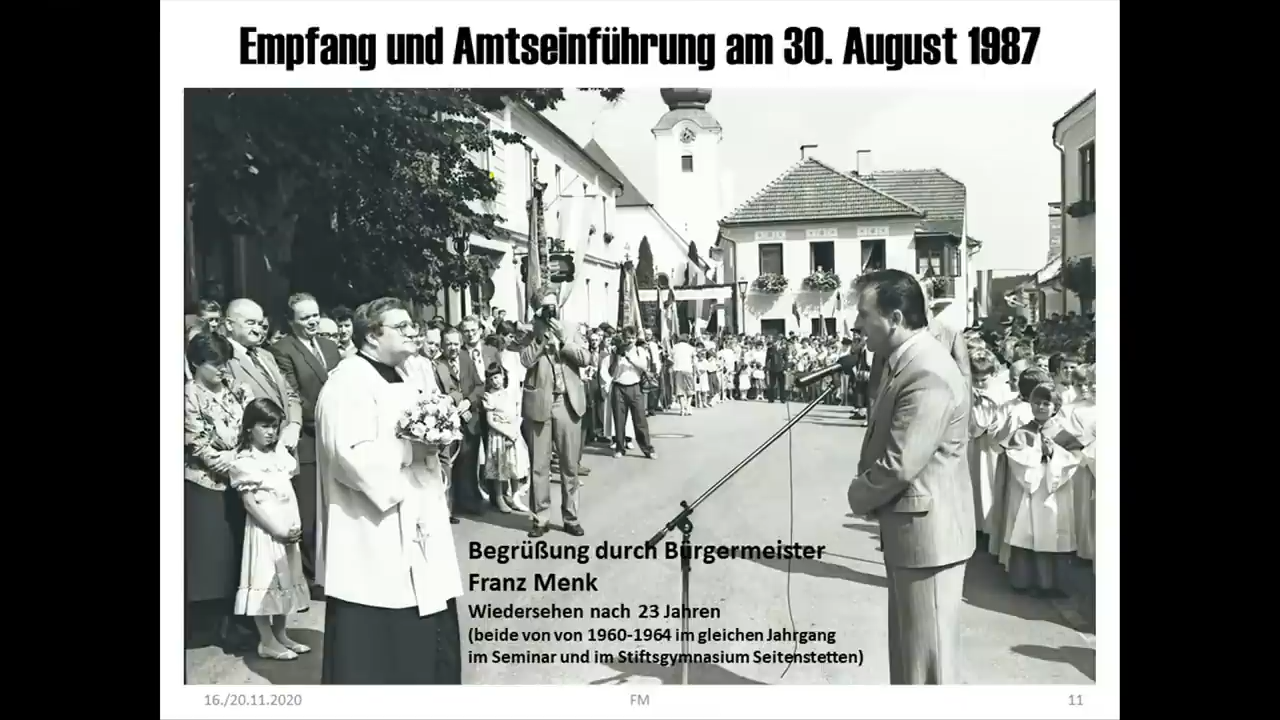 Empfang und Amtseinführung am 30. August 1987
Begrüßung durch Bürgermeister
Franz Menk
Wiedersehen nach 23 Jahren
(beide von von 1960-1964 im gleichen Jahrgang
im Seminar und im Stiftsgymnasium Seitenstetten)
16./20.11.2020
FM
11